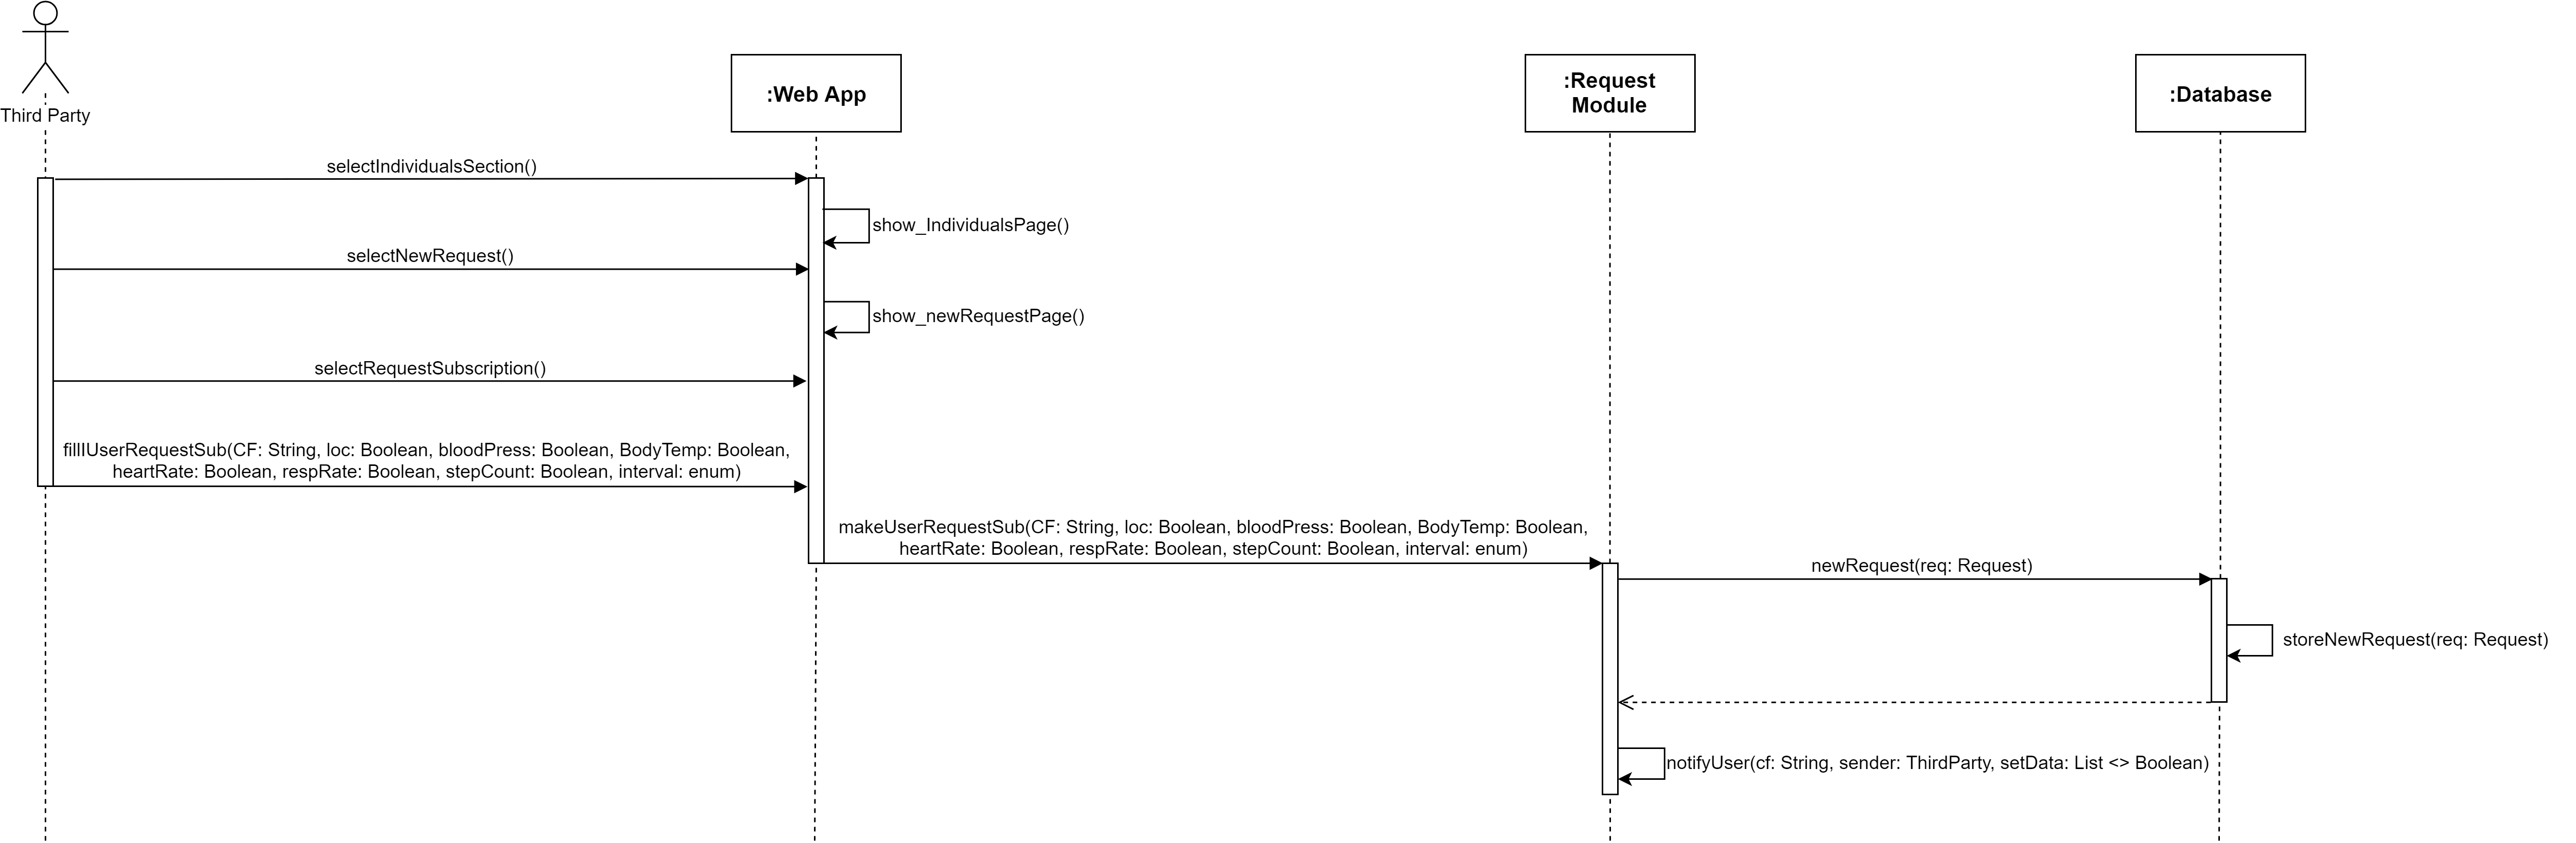 Third Party
:Web App
:Request
Module
:Database
selectIndividualsSection()
show_IndividualsPage()
selectNewRequest()
show_newRequestPage()
selectRequestSubscription()
fillIUserRequestSub(CF: String, loc: Boolean, bloodPress: Boolean, BodyTemp: Boolean,
heartRate: Boolean, respRate: Boolean, stepCount: Boolean, interval: enum)
makeUserRequestSub(CF: String, loc: Boolean, bloodPress: Boolean, BodyTemp: Boolean,
heartRate: Boolean, respRate: Boolean, stepCount: Boolean, interval: enum)
newRequest(req: Request)
storeNewRequest(req: Request)
notifyUser(cf: String, sender: ThirdParty, setData: List <> Boolean)